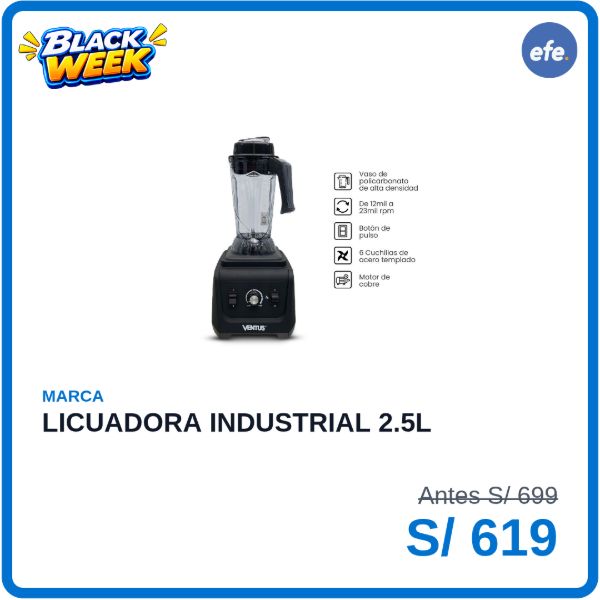 BLACK
WEEK
efe.
Vaso de
policarbonato
de alta densidad
De 12mil a
23mil rpm
Botón de
pulso
6 Cuchillas de
acero templado
Motor de
cobre
VENTUS
MARCA
LICUADORA INDUSTRIAL 2.5L
Antes S/ 699
S/ 619